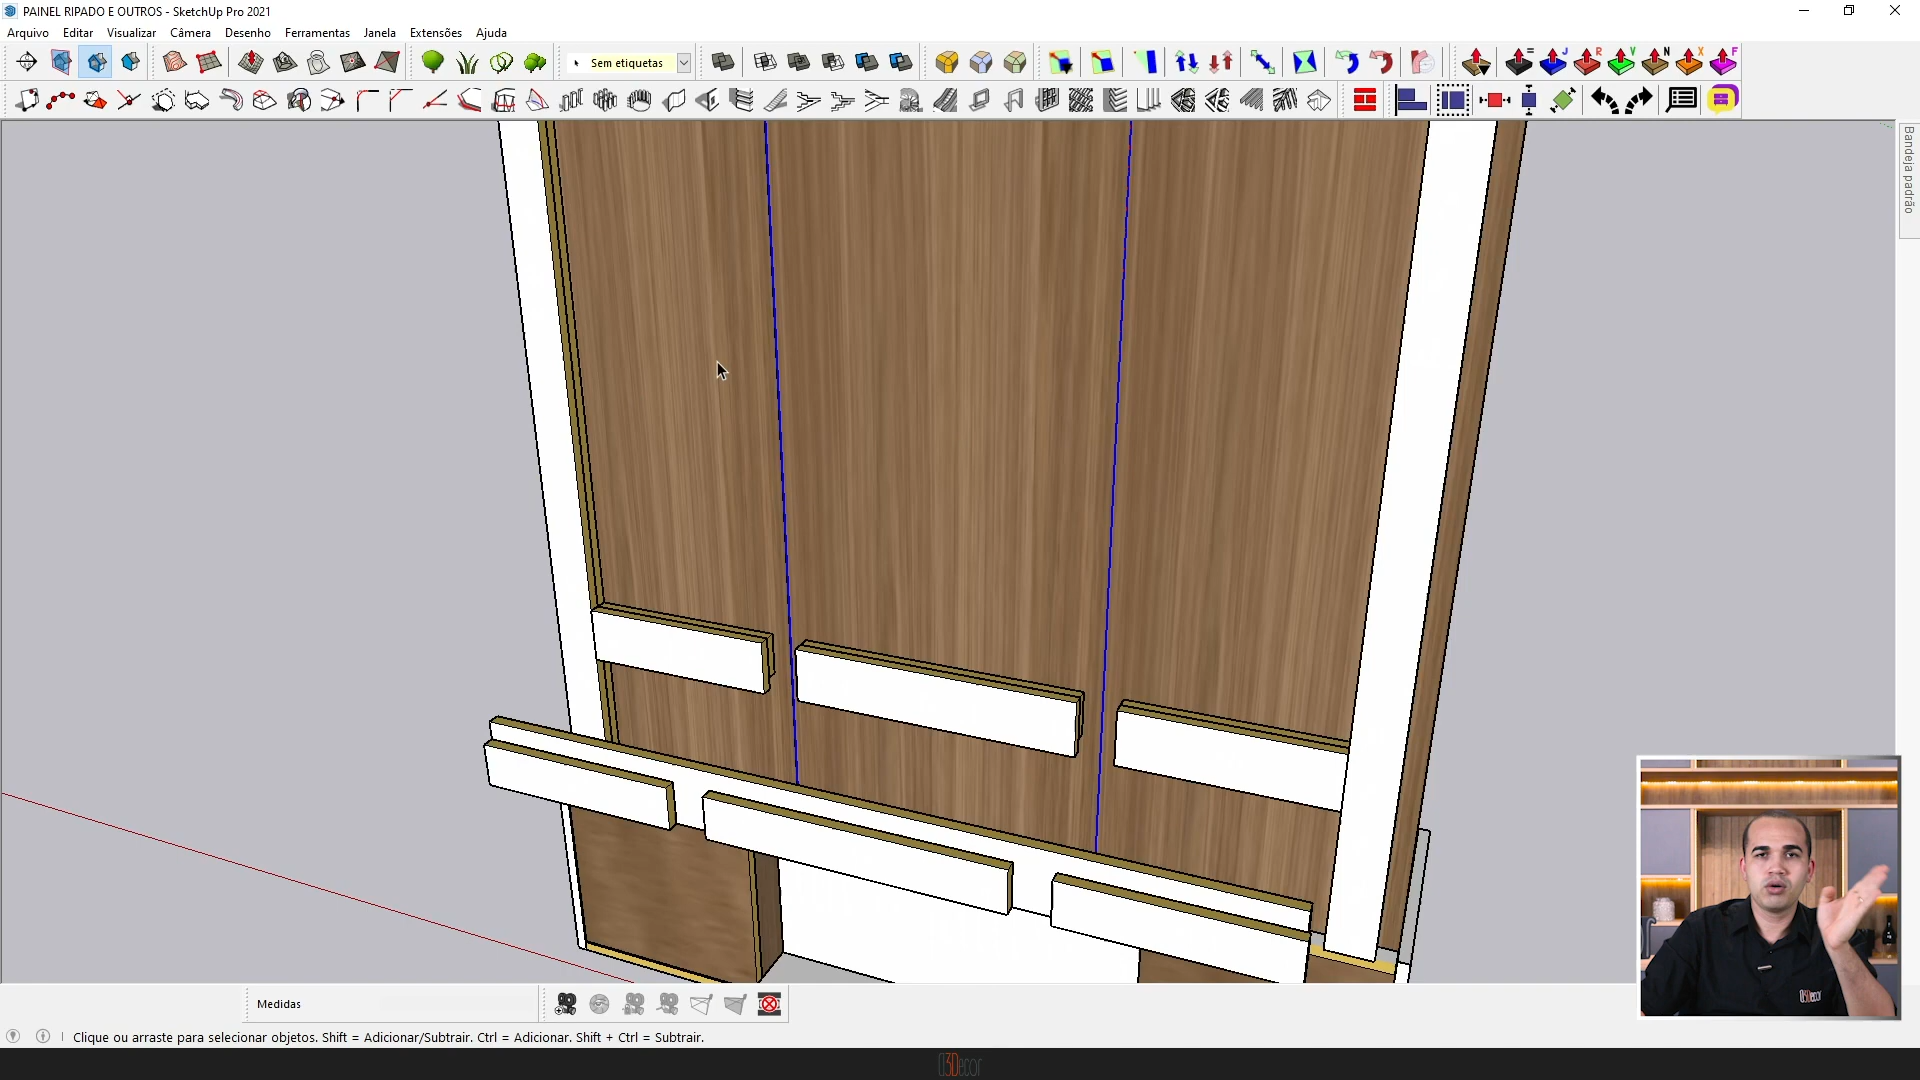 PAINEL RIPADO E OUTROS - SketchUp Pro 2021
Arquivo Editar Visualizar Câmera Desenho Ferramentas Janela Extensões Ajuda
Sem etiquetas
= J R V N X F
Bandeja padrão
Medidas
Clique ou arraste para selecionar objetos. Shift = Adicionar/Subtrair. Ctrl = Adicionar. Shift + Ctrl = Subtrair.